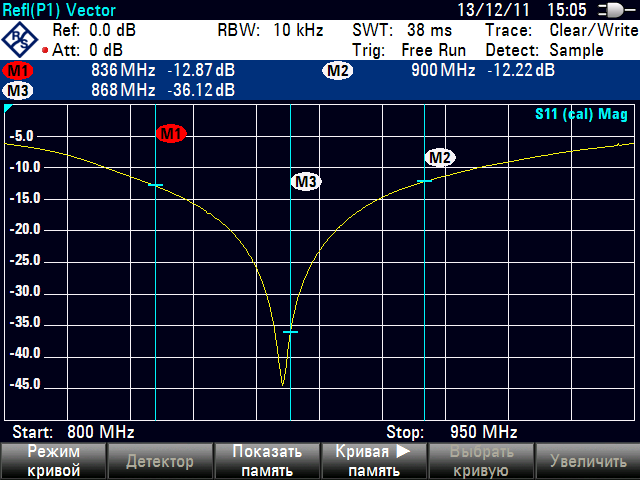 Refl(P1) Vector 13/12/11 15:05
Ref: 0.0 dB RBW: 10 kHz SWT: 38 ms Trace: Clear/Write
Att: 0 dB Trig: Free Run Detect: Sample
R&S
M1 836 MHz -12.87 dB M2 900 MHz -12.22 dB
M3 868 MHz -36.12 dB
S11 (cal) Mag
-5.0
M1
M2
-10.0
M3
-15.0
-20.0
-25.0
-30.0
-35.0
-40.0
-45.0
Start: 800 MHz Stop: 950 MHz
Режим кривой
Детектор
Показать память
Кривая ▶ память
Выбрать кривую
Увеличить